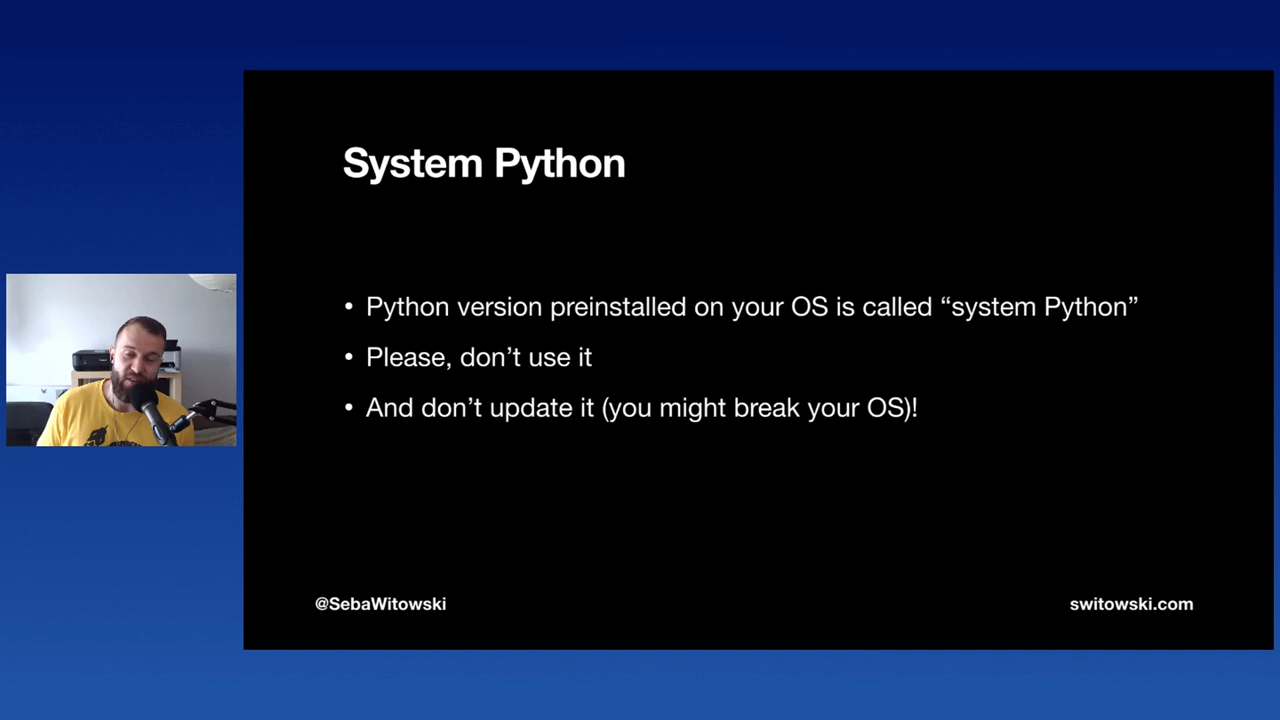 System Python
• Python version preinstalled on your OS is called “system Python”
• Please, don’t use it
• And don’t update it (you might break your OS)!
@SebaWitowski
switowski.com